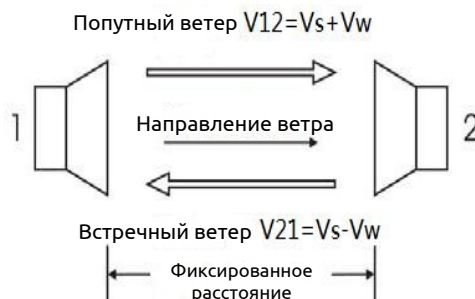 Попутный ветер V12=Vs+Vw
1
Направление ветра
2
Встречный ветер V21=Vs-Vw
Фиксированное
расстояние